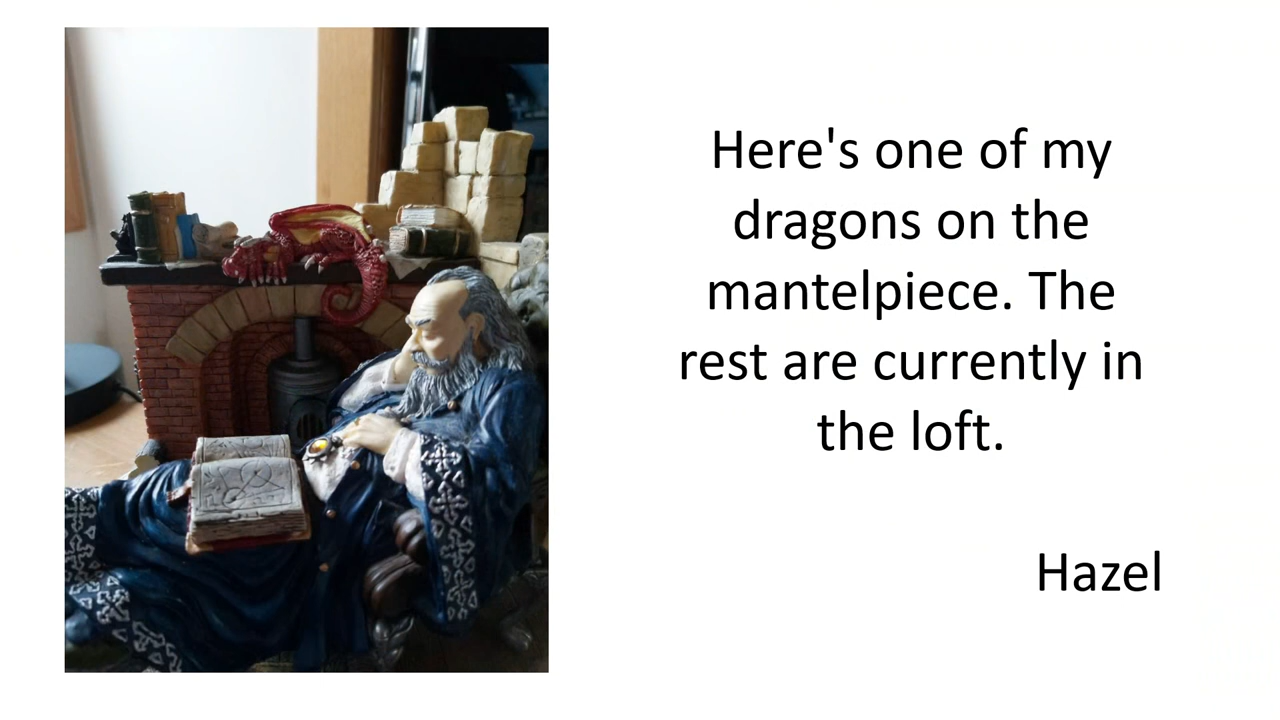 Here's one of my
dragons on the
mantelpiece. The
rest are currently in
the loft.
Hazel